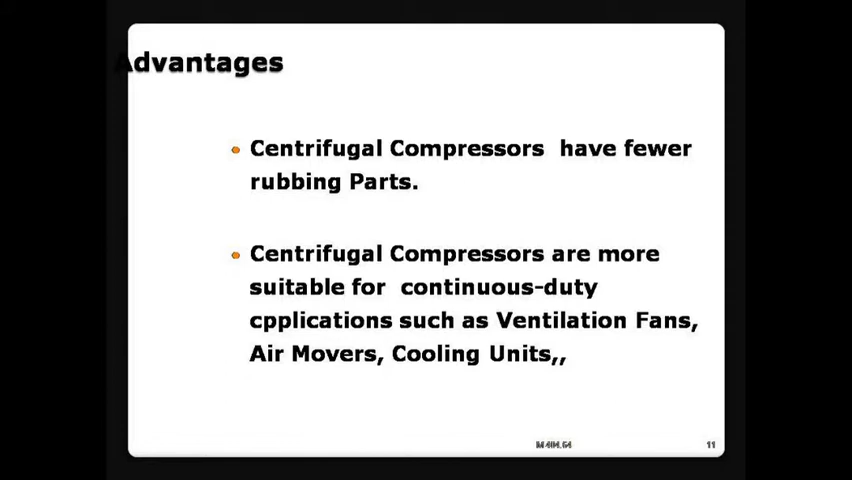 Advantages
Centrifugal Compressors have fewer
rubbing Parts.
Centrifugal Compressors are more
suitable for continuous-duty
cpplications such as Ventilation Fans,
Air Movers, Cooling Units,,
11